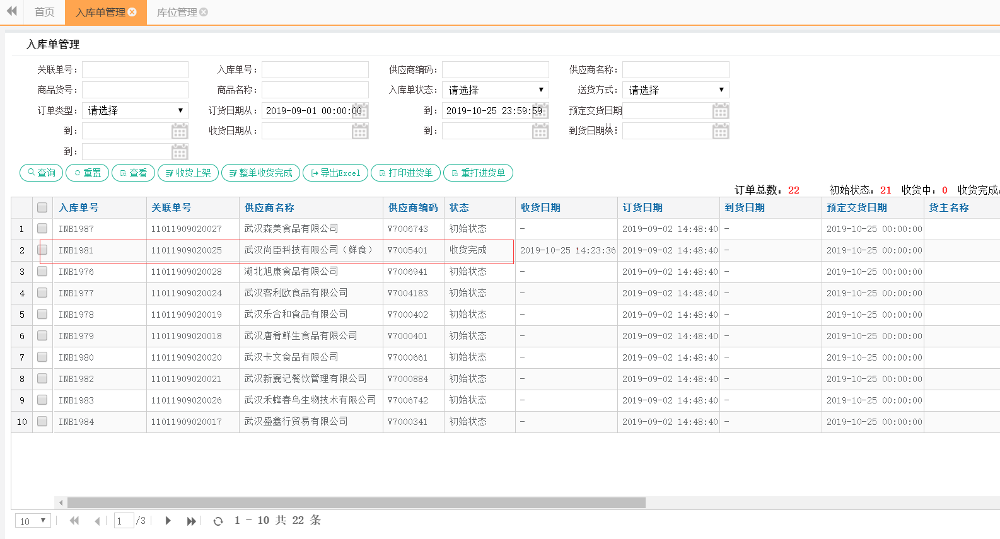 首页 入库单管理 库位管理
入库单管理
关联单号： 入库单号： 供应商编码： 供应商名称：
商品货号： 商品名称： 入库单状态： 请选择 送货方式： 请选择
订单类型： 请选择 订货日期从： 2019-09-01 00:00:00 到： 2019-10-25 23:59:59 预定交货日期从：
到： 收货日期从： 到： 到货日期从：
到：
查询 重置 查看 收货上架 整单收货完成 导出Excel 打印进货单 重打进货单
订单总数：22 初始状态：21 收货中：0 收货完成：
入库单号 关联单号 供应商名称 供应商编码 状态 收货日期 订货日期 到货日期 预定交货日期 货主名称
1 INB1987 11011909020027 武汉森美食品有限公司 V7006743 初始状态 - 2019-09-02 14:48:40 - 2019-10-25 00:00:00
2 INB1981 11011909020025 武汉尚臣科技有限公司（鲜食） V7005401 收货完成 2019-10-25 14:23:36 2019-09-02 14:48:40 - 2019-10-25 00:00:00
3 INB1976 11011909020028 湖北旭康食品有限公司 V7006941 初始状态 - 2019-09-02 14:48:40 - 2019-10-25 00:00:00
4 INB1977 11011909020024 武汉客利欧食品有限公司 V7004183 初始状态 - 2019-09-02 14:48:40 - 2019-10-25 00:00:00
5 INB1978 11011909020019 武汉乐合和食品有限公司 V7000402 初始状态 - 2019-09-02 14:48:40 - 2019-10-25 00:00:00
6 INB1979 11011909020018 武汉唐肴鲜生食品有限公司 V7000401 初始状态 - 2019-09-02 14:48:40 - 2019-10-25 00:00:00
7 INB1980 11011909020020 武汉卡文食品有限公司 V7000661 初始状态 - 2019-09-02 14:48:40 - 2019-10-25 00:00:00
8 INB1982 11011909020021 武汉新襄记餐饮管理有限公司 V7000884 初始状态 - 2019-09-02 14:48:40 - 2019-10-25 00:00:00
9 INB1983 11011909020026 武汉禾蜂春鸟生物技术有限公司 V7006742 初始状态 - 2019-09-02 14:48:40 - 2019-10-25 00:00:00
10 INB1984 11011909020017 武汉盛鑫行贸易有限公司 V7000341 初始状态 - 2019-09-02 14:48:40 - 2019-10-25 00:00:00
10 1 /3 1 - 10 共 22 条